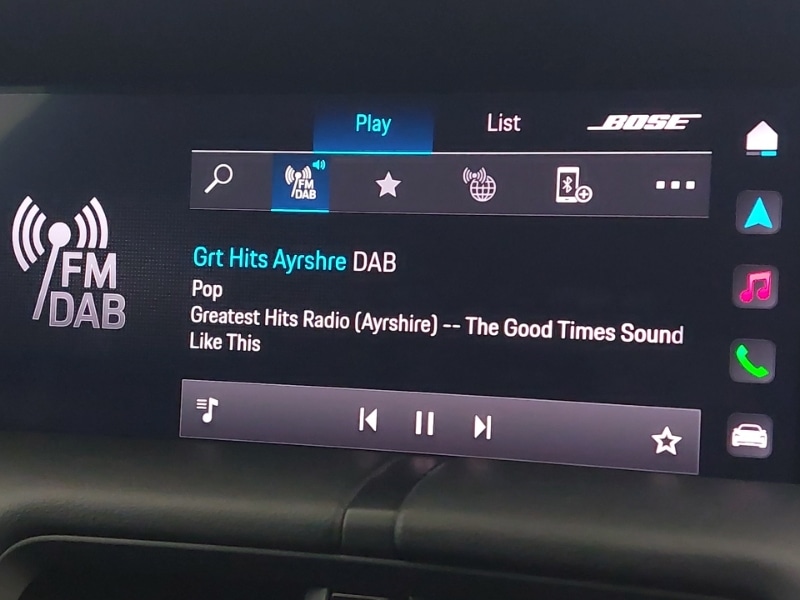 Play List BOSE
FM
DAB
FM
DAB
Grt Hits Ayrshre DAB
Pop
Greatest Hits Radio (Ayrshire) -- The Good Times Sound
Like This